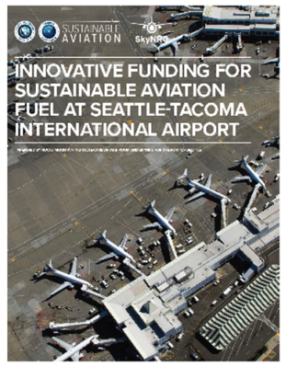 SUSTAINABLE
AVIATION
SkyNRG
INNOVATIVE FUNDING FOR
SUSTAINABLE AVIATION
FUEL AT SEATTLE-TACOMA
INTERNATIONAL AIRPORT